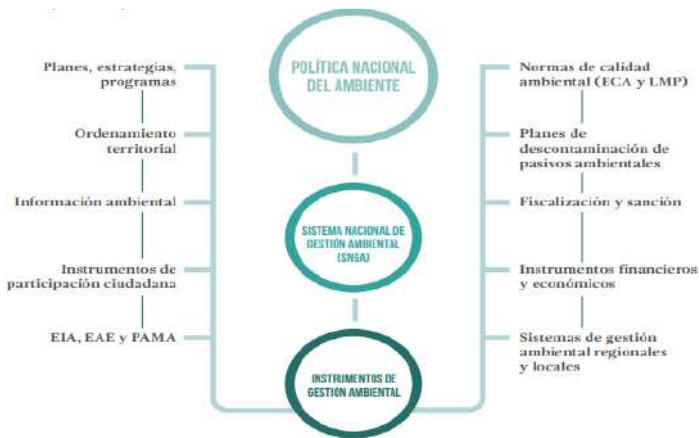 POLÍTICA NACIONAL
DEL AMBIENTE
SISTEMA NACIONAL DE
GESTIÓN AMBIENTAL
(SNGA)
INSTRUMENTOS DE
GESTIÓN AMBIENTAL
Planes, estrategias,
programas
Ordenamiento
territorial
Información ambiental
Instrumentos de
participación ciudadana
EIA, EAE y PAMA
Normas de calidad
ambiental (ECA y LMP)
Planes de
descontaminación de
pasivos ambientales
Fiscalización y sanción
Instrumentos financieros
y económicos
Sistemas de gestión
ambiental regionales
y locales